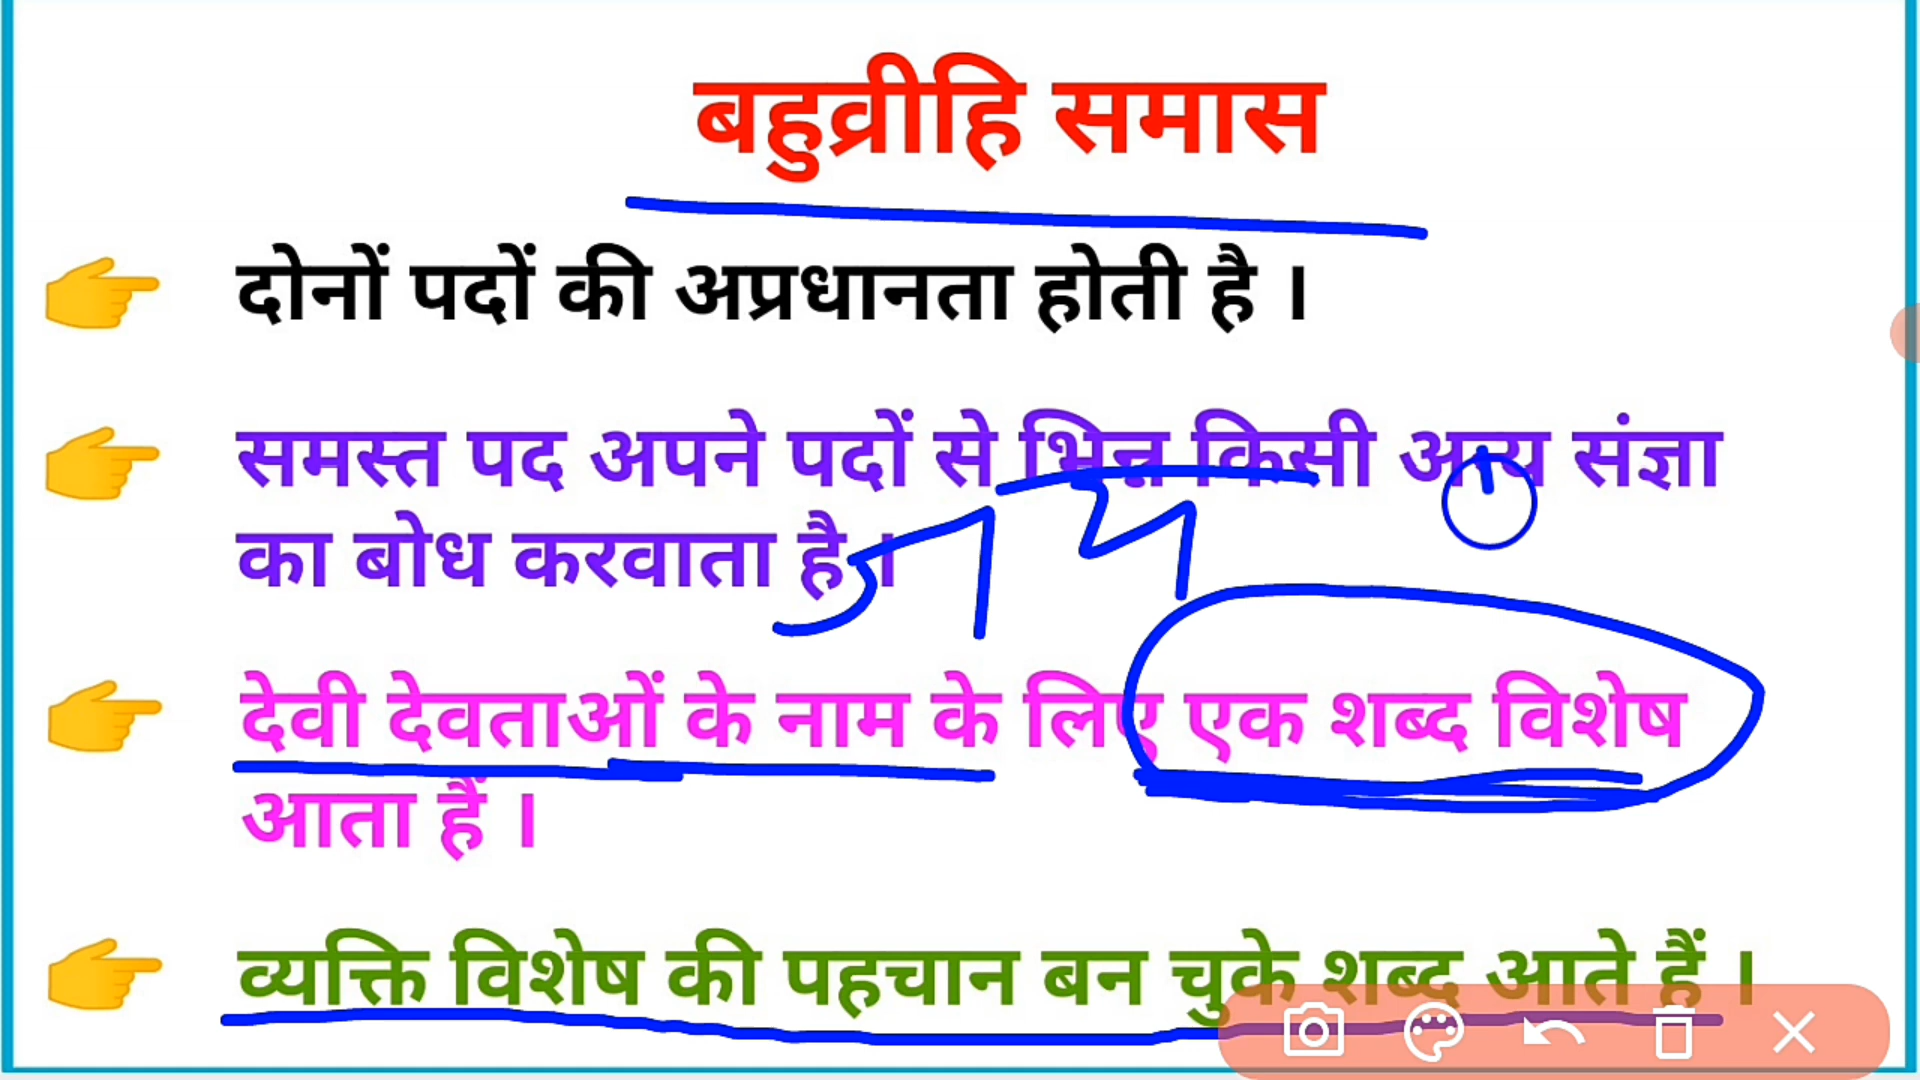 बहुव्रीहि समास
दोनों पदों की अप्रधानता होती है ।
समस्त पद अपने पदों से भिन्न किसी अन्य संज्ञा
का बोध करवाता है ।
देवी देवताओं के नाम के लिए एक शब्द विशेष
आता हैं ।
व्यक्ति विशेष की पहचान बन चुके शब्द आते हैं ।